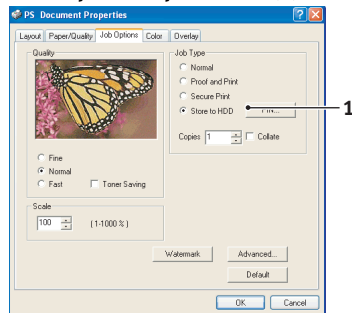 PS Document Properties
Layout Paper/Quality Job Options Color Overlay
Quality
Fine
Normal
Fast Toner Saving
Scale
100 (1-1000 %)
Job Type
Normal
Proof and Print
Secure Print
Store to HDD
1
Copies 1 Collate
Watermark Advanced...
Default
OK Cancel